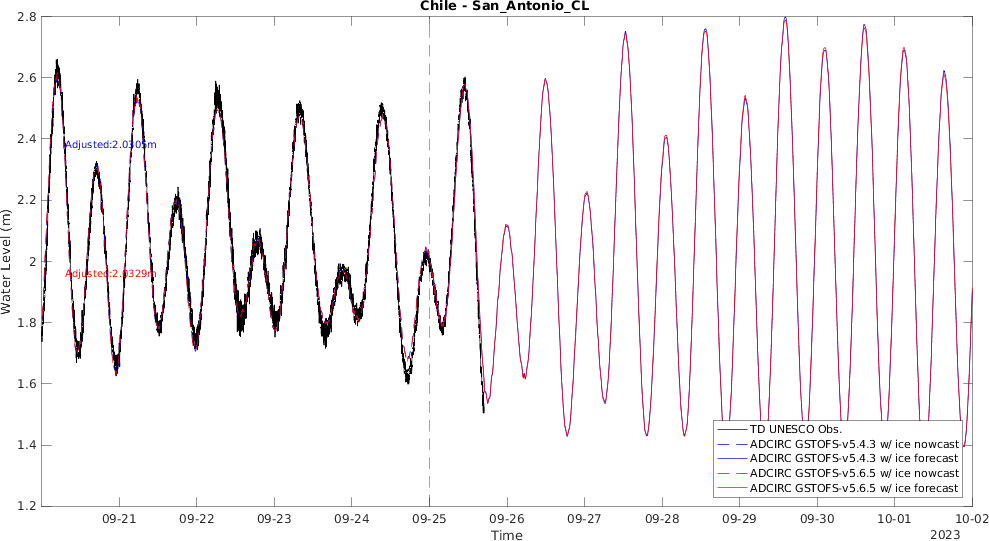 Chile - San_Antonio_CL
2.8
2.6
2.4
2.2
2
1.8
1.6
1.4
1.2
Water Level (m)
Adjusted:2.0305m
Adjusted:2.0329m
TD UNESCO Obs.
ADCIRC GSTOFS-v5.4.3 w/ ice nowcast
ADCIRC GSTOFS-v5.4.3 w/ ice forecast
ADCIRC GSTOFS-v5.6.5 w/ ice nowcast
ADCIRC GSTOFS-v5.6.5 w/ ice forecast
09-21 09-22 09-23 09-24 09-25 09-26 09-27 09-28 09-29 09-30 10-01 10-02
Time
2023